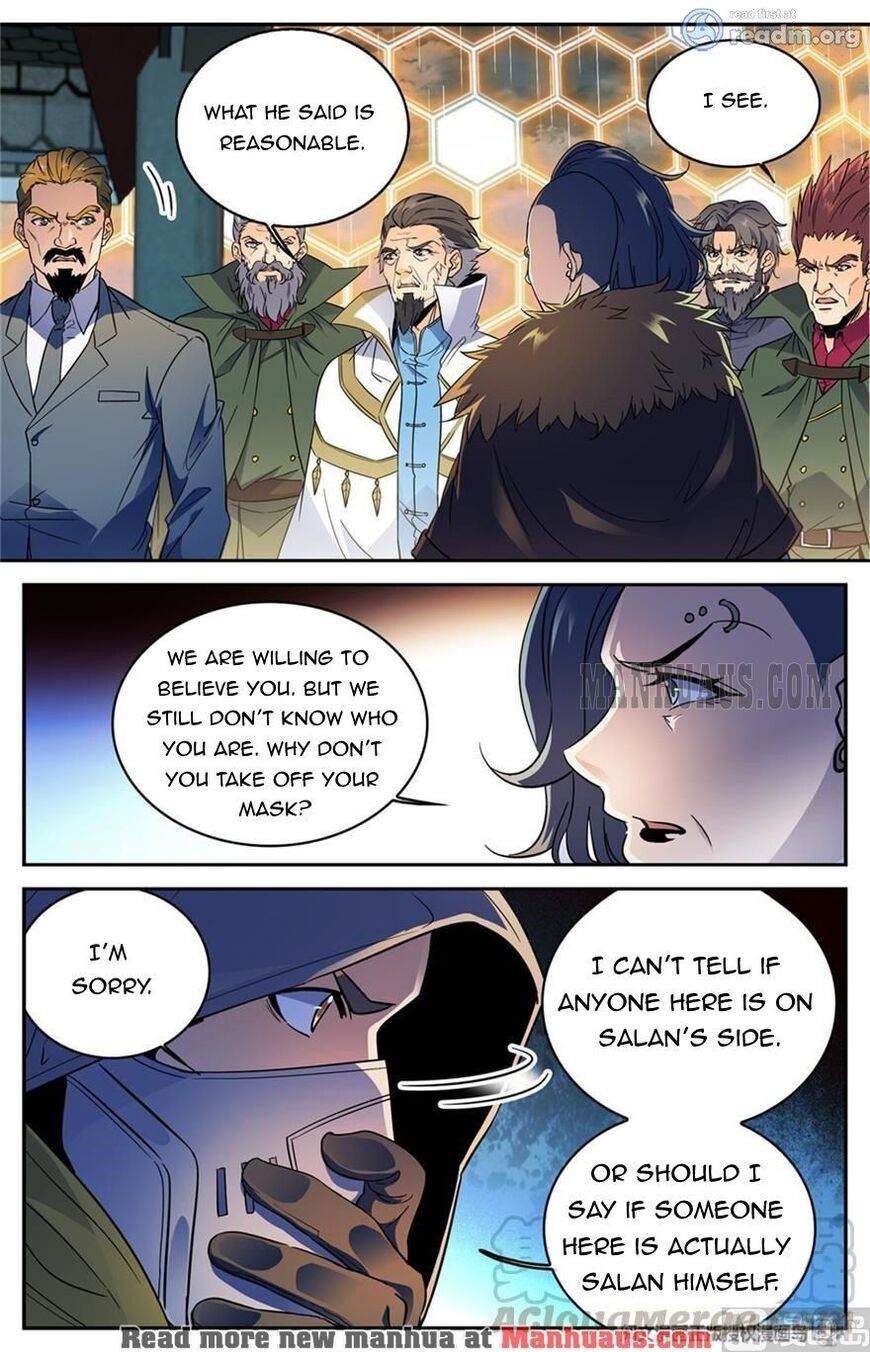 read first at
readm.org
WHAT HE SAID IS
REASONABLE.
I SEE.
WE ARE WILLING TO
BELIEVE YOU. BUT WE
STILL DON'T KNOW WHO
YOU ARE. WHY DON'T
YOU TAKE OFF YOUR
MASK?
MANHUAUS.COM
I'M
SORRY.
I CAN'T TELL IF
ANYONE HERE IS ON
SALAN'S SIDE.
OR SHOULD I
SAY IF SOMEONE
HERE IS ACTUALLY
SALAN HIMSELF.
ACloudMerge
Read more new manhua at Manhuaus.com